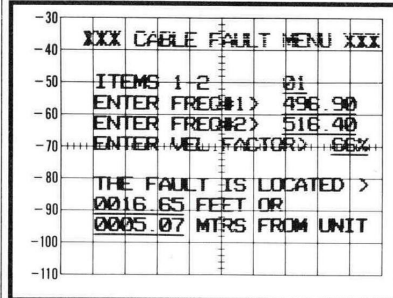 -30
XXX CABLE FAULT MENU XXX
-40
-50
ITEMS 1-2 01
-60
ENTER FREQ#1> 496.90
ENTER FREQ#2> 516.40
-70
ENTER VEL FACTOR> 66%
-80
THE FAULT IS LOCATED >
-90
0016.65 FEET OR
0005.07 MTRS FROM UNIT
-100
-110